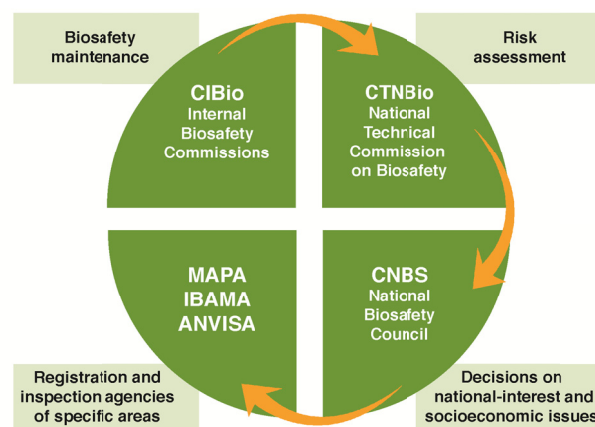 Biosafety
maintenance
Risk
assessment
CIBio
Internal
Biosafety
Commissions
CTNBio
National
Technical
Commission
on Biosafety
MAPA
IBAMA
ANVISA
CNBS
National
Biosafety
Council
Registration and
inspection agencies
of specific areas
Decisions on
national-interest and
socioeconomic issues